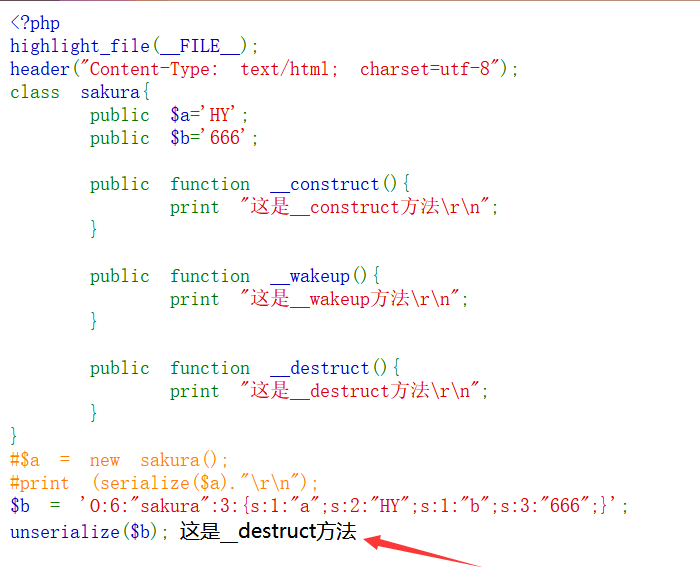 <?php
highlight_file(__FILE__);
header("Content-Type: text/html; charset=utf-8");
class sakura{
public $a='HY';
public $b='666';
public function __construct(){
print "这是__construct方法\r\n";
}
public function __wakeup(){
print "这是__wakeup方法\r\n";
}
public function __destruct(){
print "这是__destruct方法\r\n";
}
}
#$a = new sakura();
#print (serialize($a)."\r\n");
$b = 'O:6:"sakura":3:{s:1:"a";s:2:"HY";s:1:"b";s:3:"666";}';
unserialize($b); 这是__destruct方法